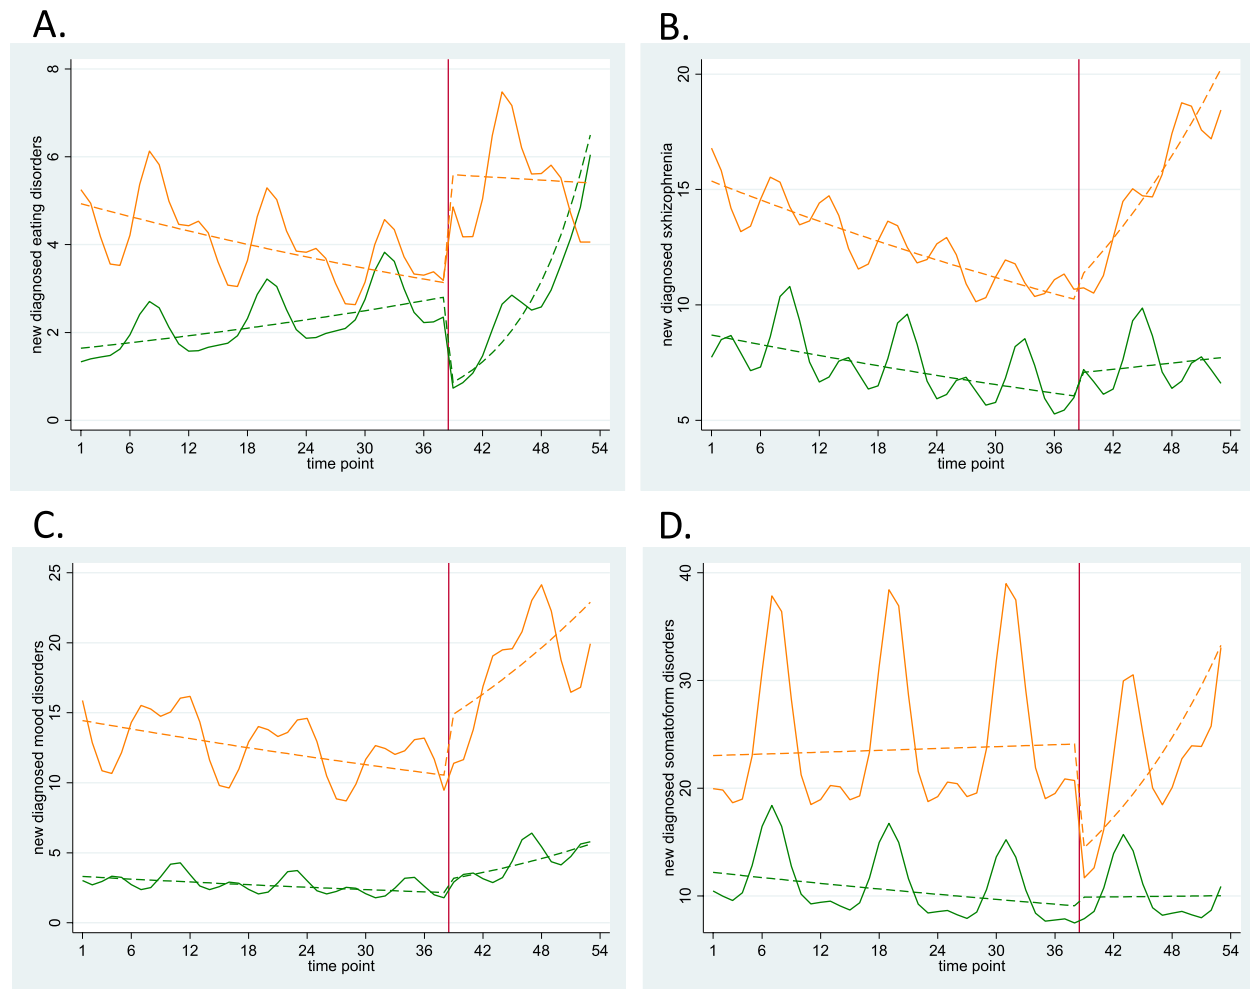 A.
new diagnosed eating disorders
8
6
4
2
0
1 6 12 18 24 30 36 42 48 54
time point
B.
new diagnosed sxhizophrenia
20
15
10
5
1 6 12 18 24 30 36 42 48 54
time point
C.
new diagnosed mood disorders
25
20
15
10
5
0
1 6 12 18 24 30 36 42 48 54
time point
D.
new diagnosed somatoform disorders
40
30
20
10
1 6 12 18 24 30 36 42 48 54
time point